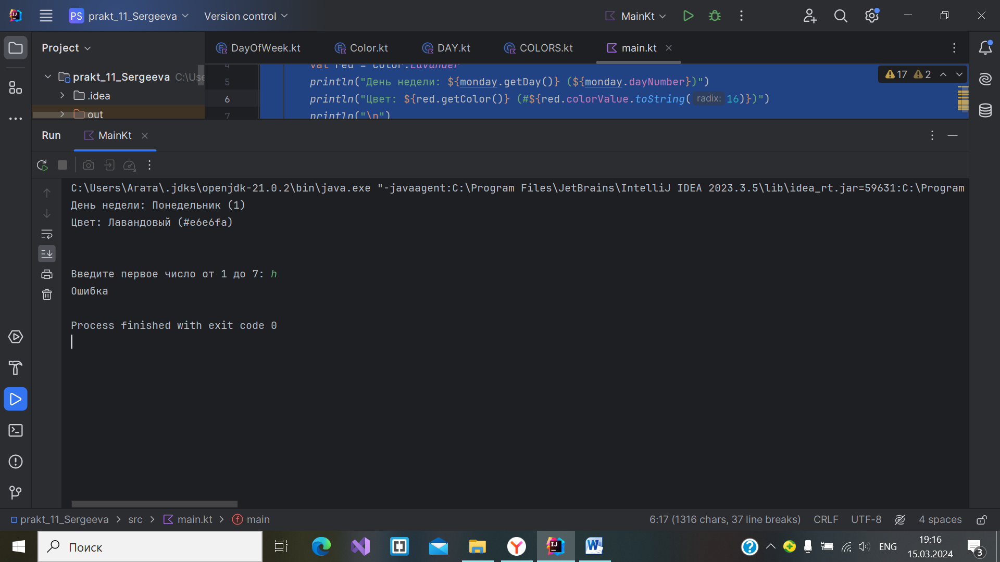 PS prakt_11_Sergeeva Version control MainKt
Project DayOfWeek.kt Color.kt DAY.kt COLORS.kt main.kt
prakt_11_Sergeeva C:\Use
.idea
out
4 val red = Color.Lavander
5 println("День недели: ${monday.getDay()} (${monday.dayNumber})")
6 println("Цвет: ${red.getColor()} (#${red.colorValue.toString( radix: 16)})")
7 println("\n")
17 2
Run MainKt
C:\Users\Агата\.jdks\openjdk-21.0.2\bin\java.exe "-javaagent:C:\Program Files\JetBrains\IntelliJ IDEA 2023.3.5\lib\idea_rt.jar=59631:C:\Program
День недели: Понедельник (1)
Цвет: Лавандовый (#e6e6fa)
Введите первое число от 1 до 7: h
Ошибка
Process finished with exit code 0
prakt_11_Sergeeva > src > main.kt > main 6:17 (1316 chars, 37 line breaks) CRLF UTF-8 4 spaces
Поиск ENG 19:16
15.03.2024 3